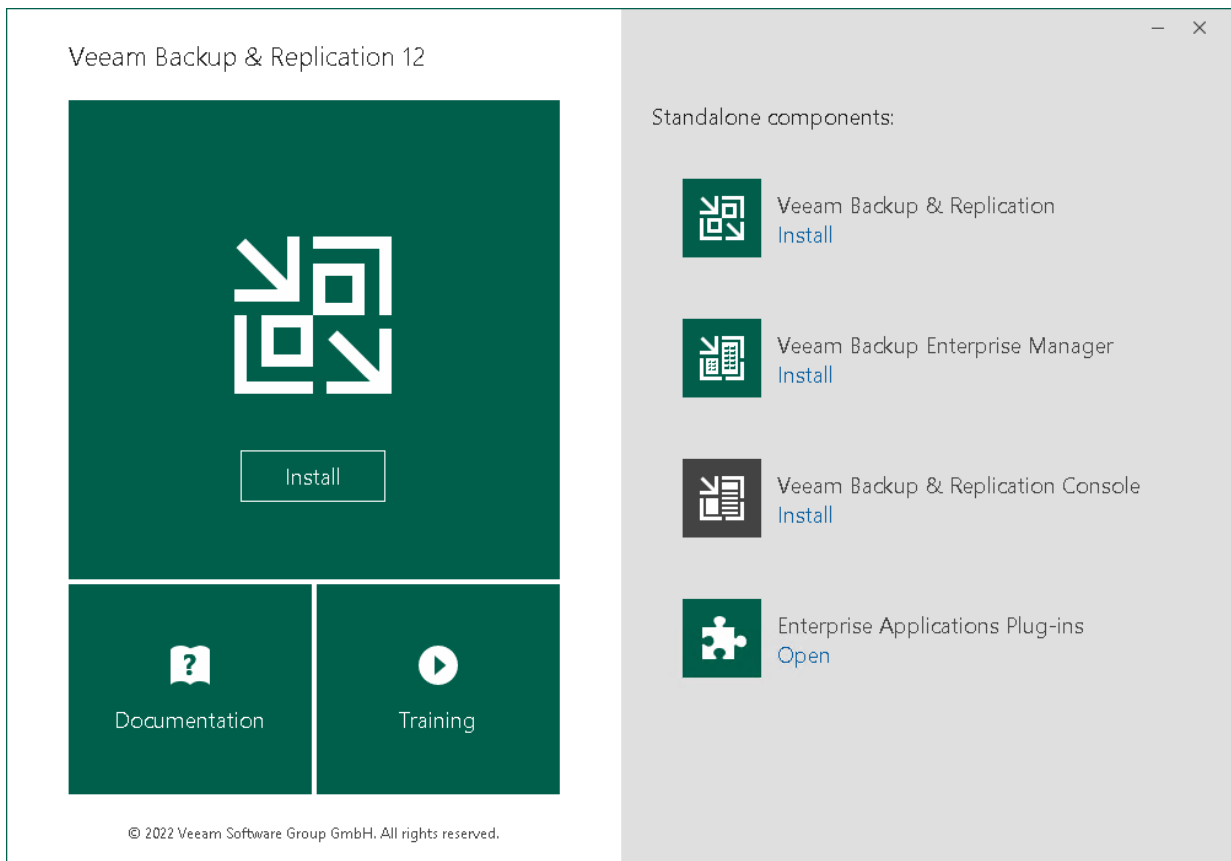 Veeam Backup & Replication 12
Install
Documentation
Training
© 2022 Veeam Software Group GmbH. All rights reserved.
Standalone components:
Veeam Backup & Replication
Install
Veeam Backup Enterprise Manager
Install
Veeam Backup & Replication Console
Install
Enterprise Applications Plug-ins
Open